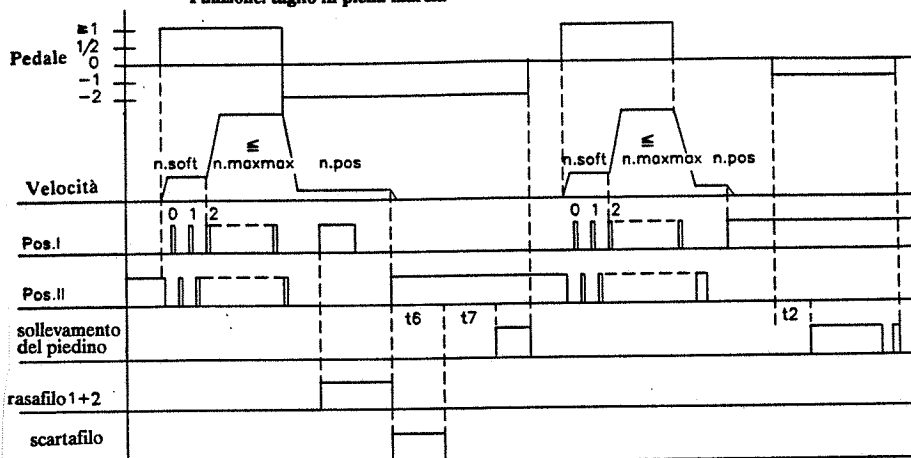 ≧1
1/2
Pedale 0
-1
-2
≦ ≦
n.soft n.maxmax n.pos n.soft n.maxmax n.pos
Velocità
0 1 2 0 1 2
Pos.I
Pos.II
t6 t7 t2
sollevamento
del piedino
rasafilo 1+2
scartafilo